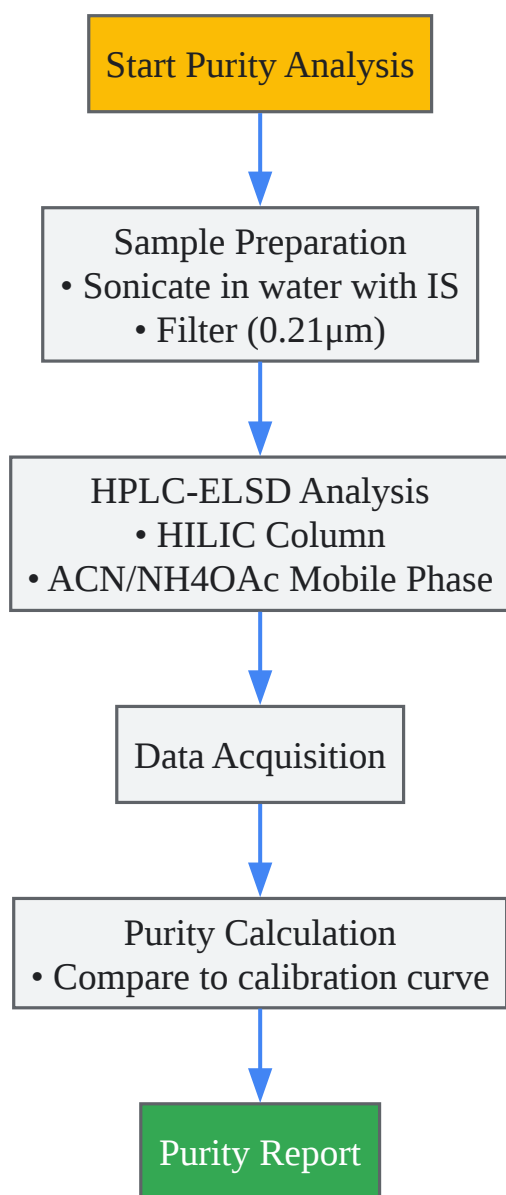 Start Purity Analysis
Sample Preparation
• Sonicate in water with IS
• Filter (0.21μm)
HPLC-ELSD Analysis
• HILIC Column
• ACN/NH4OAc Mobile Phase
Data Acquisition
Purity Calculation
• Compare to calibration curve
Purity Report